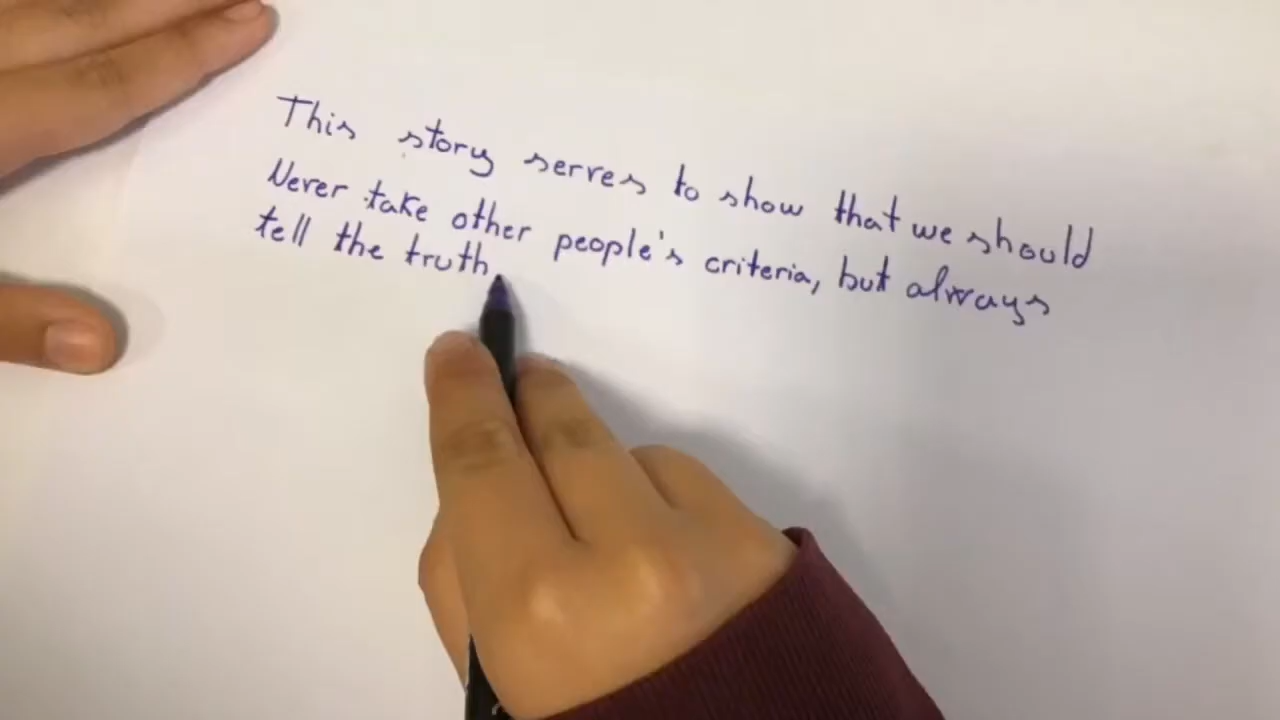 This story serves to show that we should
Never take other people's criteria, but always
tell the truth